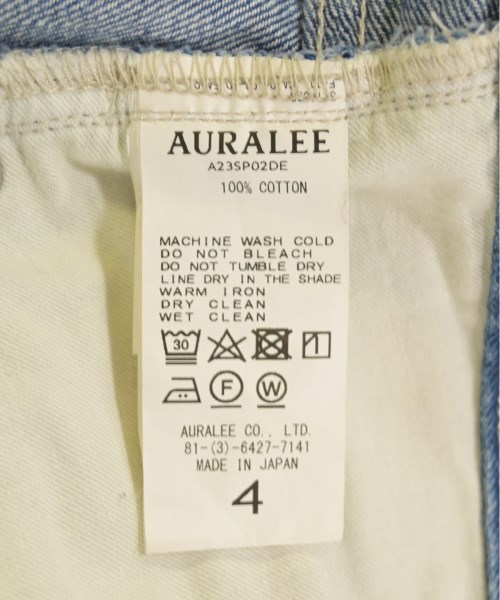 AURALEE
A23SP02DE
100% COTTON
MACHINE WASH COLD
DO NOT BLEACH
DO NOT TUMBLE DRY
LINE DRY IN THE SHADE
WARM IRON
DRY CLEAN
WET CLEAN
30
F W
AURALEE CO., LTD.
81-(3)-6427-7141
MADE IN JAPAN
4